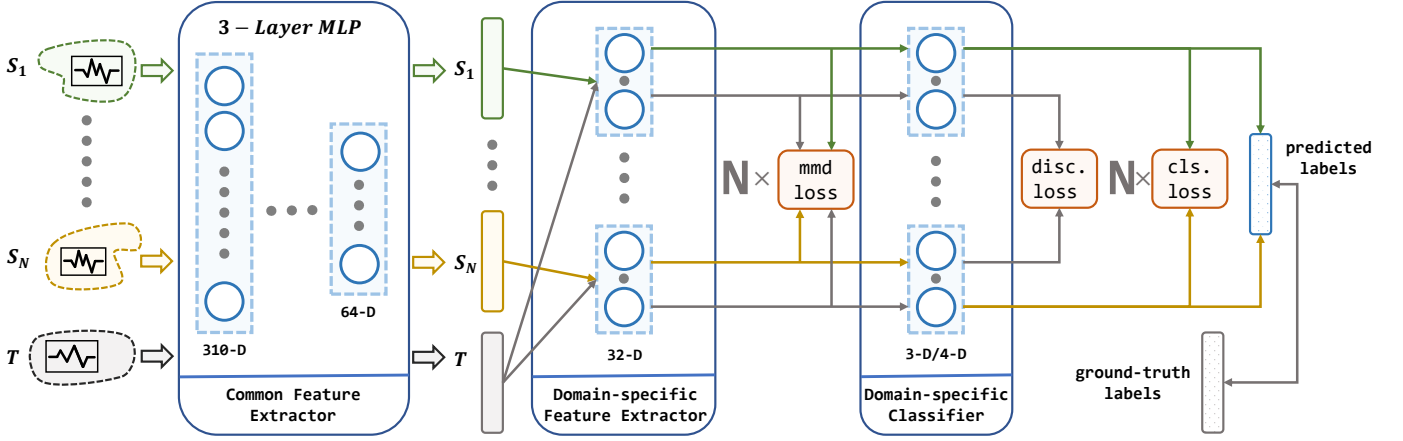 3 − Layer MLP
S1
SN
T
310-D
64-D
Common Feature
Extractor
S1
SN
T
32-D
Domain-specific
Feature Extractor
N×
mmd
loss
3-D/4-D
Domain-specific
Classifier
disc.
loss
N×
cls.
loss
predicted
labels
ground-truth
labels